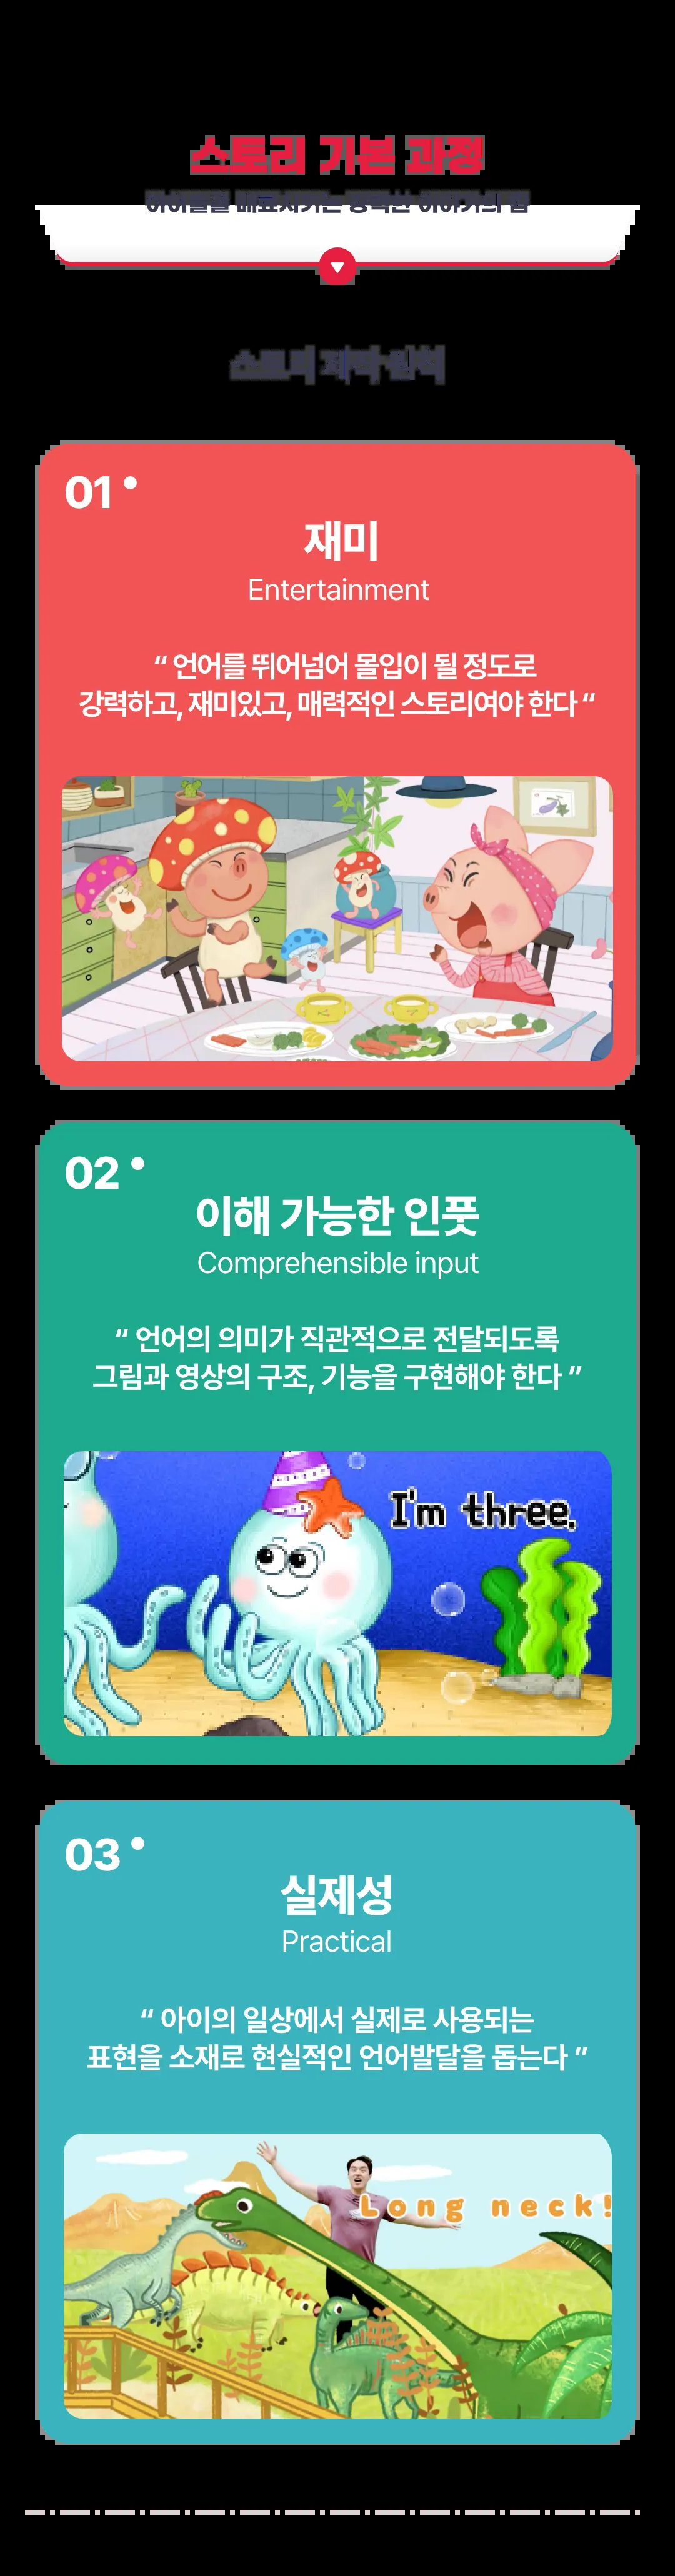 스토리 기본 과정
아이들을 매료시키는 강력한 이야기의 힘
스토리 제작 원칙
01
재미
Entertainment
“ 언어를 뛰어넘어 몰입이 될 정도로
강력하고, 재미있고, 매력적인 스토리여야 한다 “
02
이해 가능한 인풋
Comprehensible input
“ 언어의 의미가 직관적으로 전달되도록
그림과 영상의 구조, 기능을 구현해야 한다 ”
I'm three.
03
실제성
Practical
“ 아이의 일상에서 실제로 사용되는
표현을 소재로 현실적인 언어발달을 돕는다 ”
Long neck!